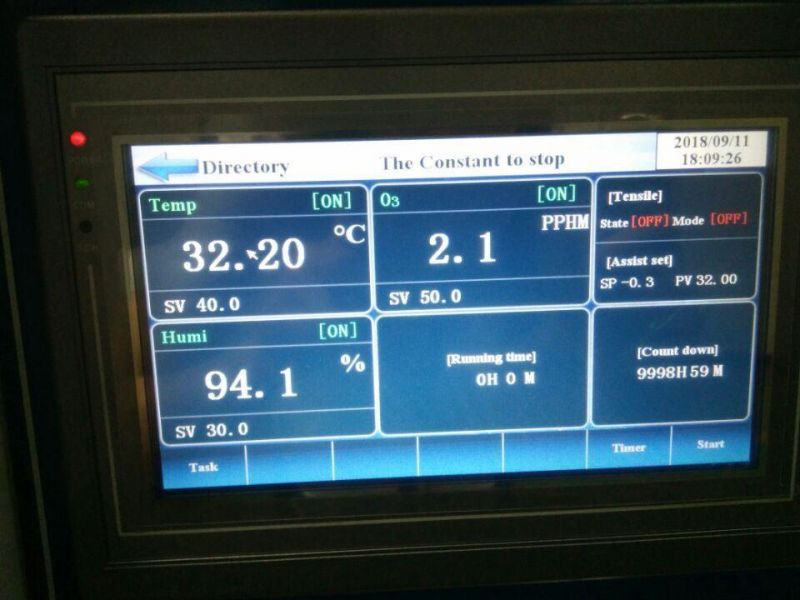 Directory
The Constant to stop
2018/09/11
18:09:26
Temp [ON]
32.20 °C
SV 40.0
O₃ [ON]
2.1 PPHM
SV 50.0
[Tensile]
State [OFF] Mode [OFF]
[Assist set]
SP -0.3 PV 32.00
Humi [ON]
94.1 %
SV 30.0
[Running time]
0H 0 M
[Count down]
9998H 59 M
Task
Timer
Start
COM